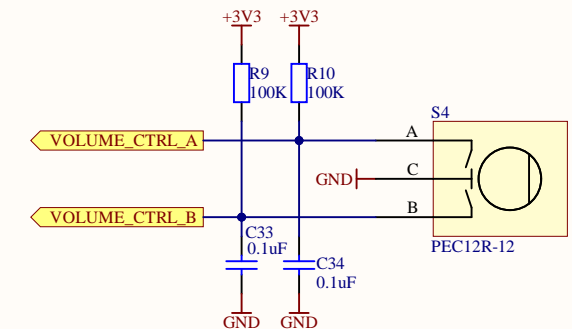 +3V3 +3V3
R9 R10
100K 100K
S4
VOLUME_CTRL_A A
GND C
VOLUME_CTRL_B B
C33
0.1uF PEC12R-12
C34
0.1uF
GND GND